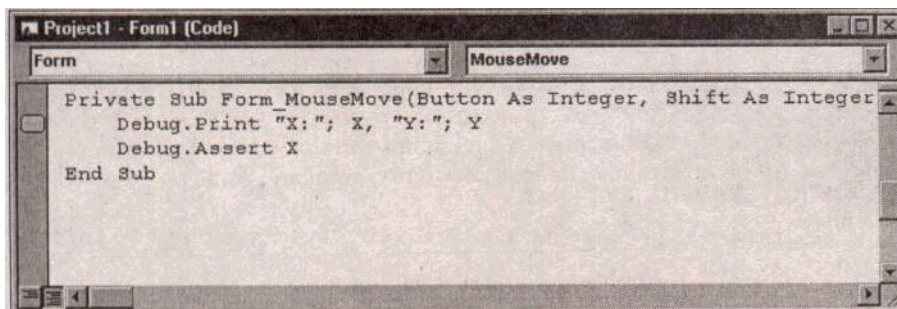 Project1 - Form1 (Code)
Form
MouseMove
Private Sub Form_MouseMove(Button As Integer, Shift As Integer
Debug.Print "X:"; X, "Y:"; Y
Debug.Assert X
End Sub